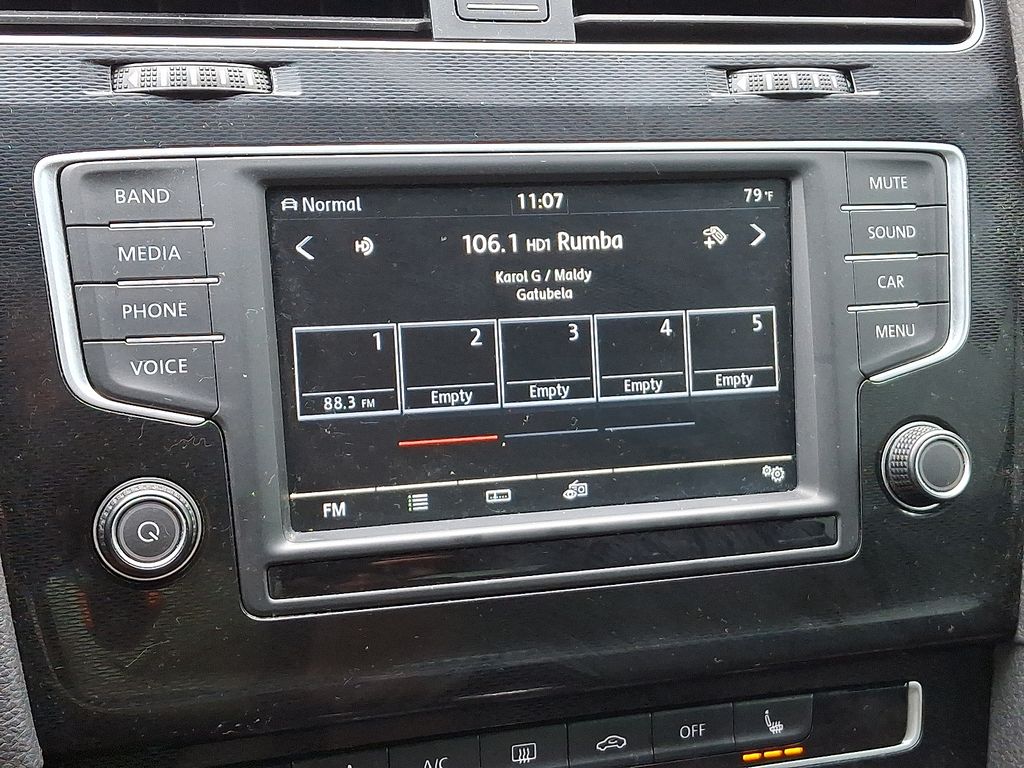 BAND
MEDIA
PHONE
VOICE
Normal
11:07
79°F
106.1 HD1 Rumba
Karol G / Maldy
Gatubela
1
2
3
4
5
88.3 FM
Empty
Empty
Empty
Empty
FM
MUTE
SOUND
CAR
MENU
A/C
OFF